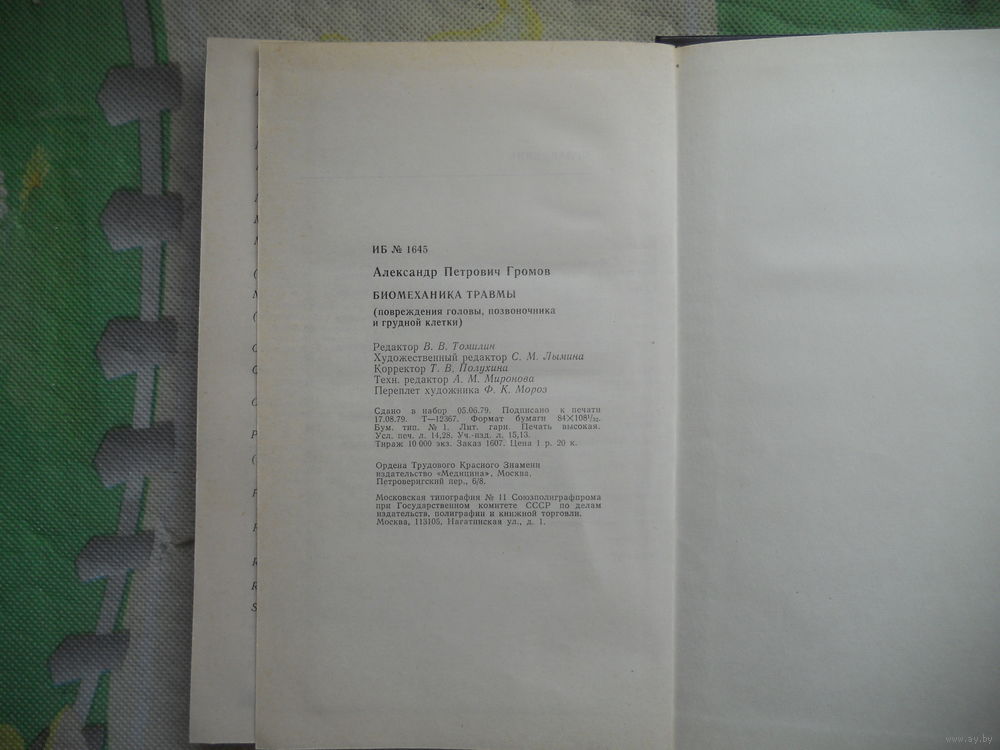 ИБ № 1645
Александр Петрович Громов
БИОМЕХАНИКА ТРАВМЫ
(повреждения головы, позвоночника
и грудной клетки)
Редактор В. В. Томилин
Художественный редактор С. М. Лымина
Корректор Т. В. Полухина
Техн. редактор А. М. Миронова
Переплет художника Ф. К. Мороз
Сдано в набор 05.06.79. Подписано к печати
17.08.79. Т—12367. Формат бумаги 84×108¹/₃₂.
Бум. тип. № 1. Лит. гарн. Печать высокая.
Усл. печ. л. 14,28. Уч.-изд. л. 15,13.
Тираж 10 000 экз. Заказ 1607. Цена 1 р. 20 к.
Ордена Трудового Красного Знамени
издательство «Медицина», Москва,
Петроверигский пер., 6/8.
Московская типография № 11 Союзполиграфпрома
при Государственном комитете СССР по делам
издательств, полиграфии и книжной торговли.
Москва, 113105, Нагатинская ул., д. 1.
www.ay.by